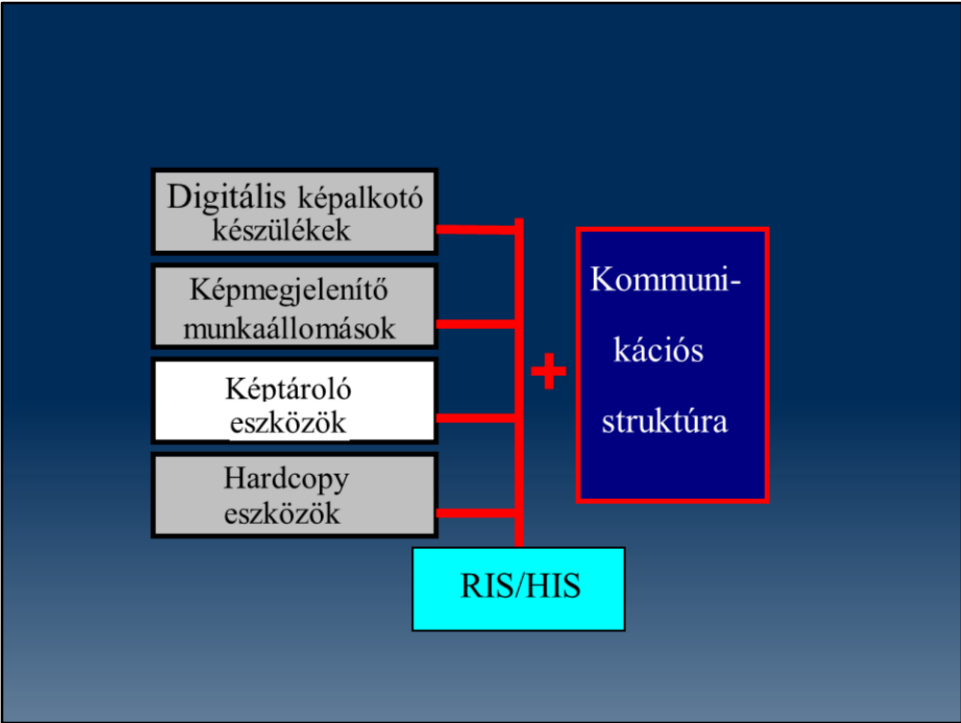 Digitális képalkotó
készülékek
Képmegjelenítő
munkaállomások
Képtároló
eszközök
Hardcopy
eszközök
RIS/HIS
+
Kommuni-
kációs
struktúra